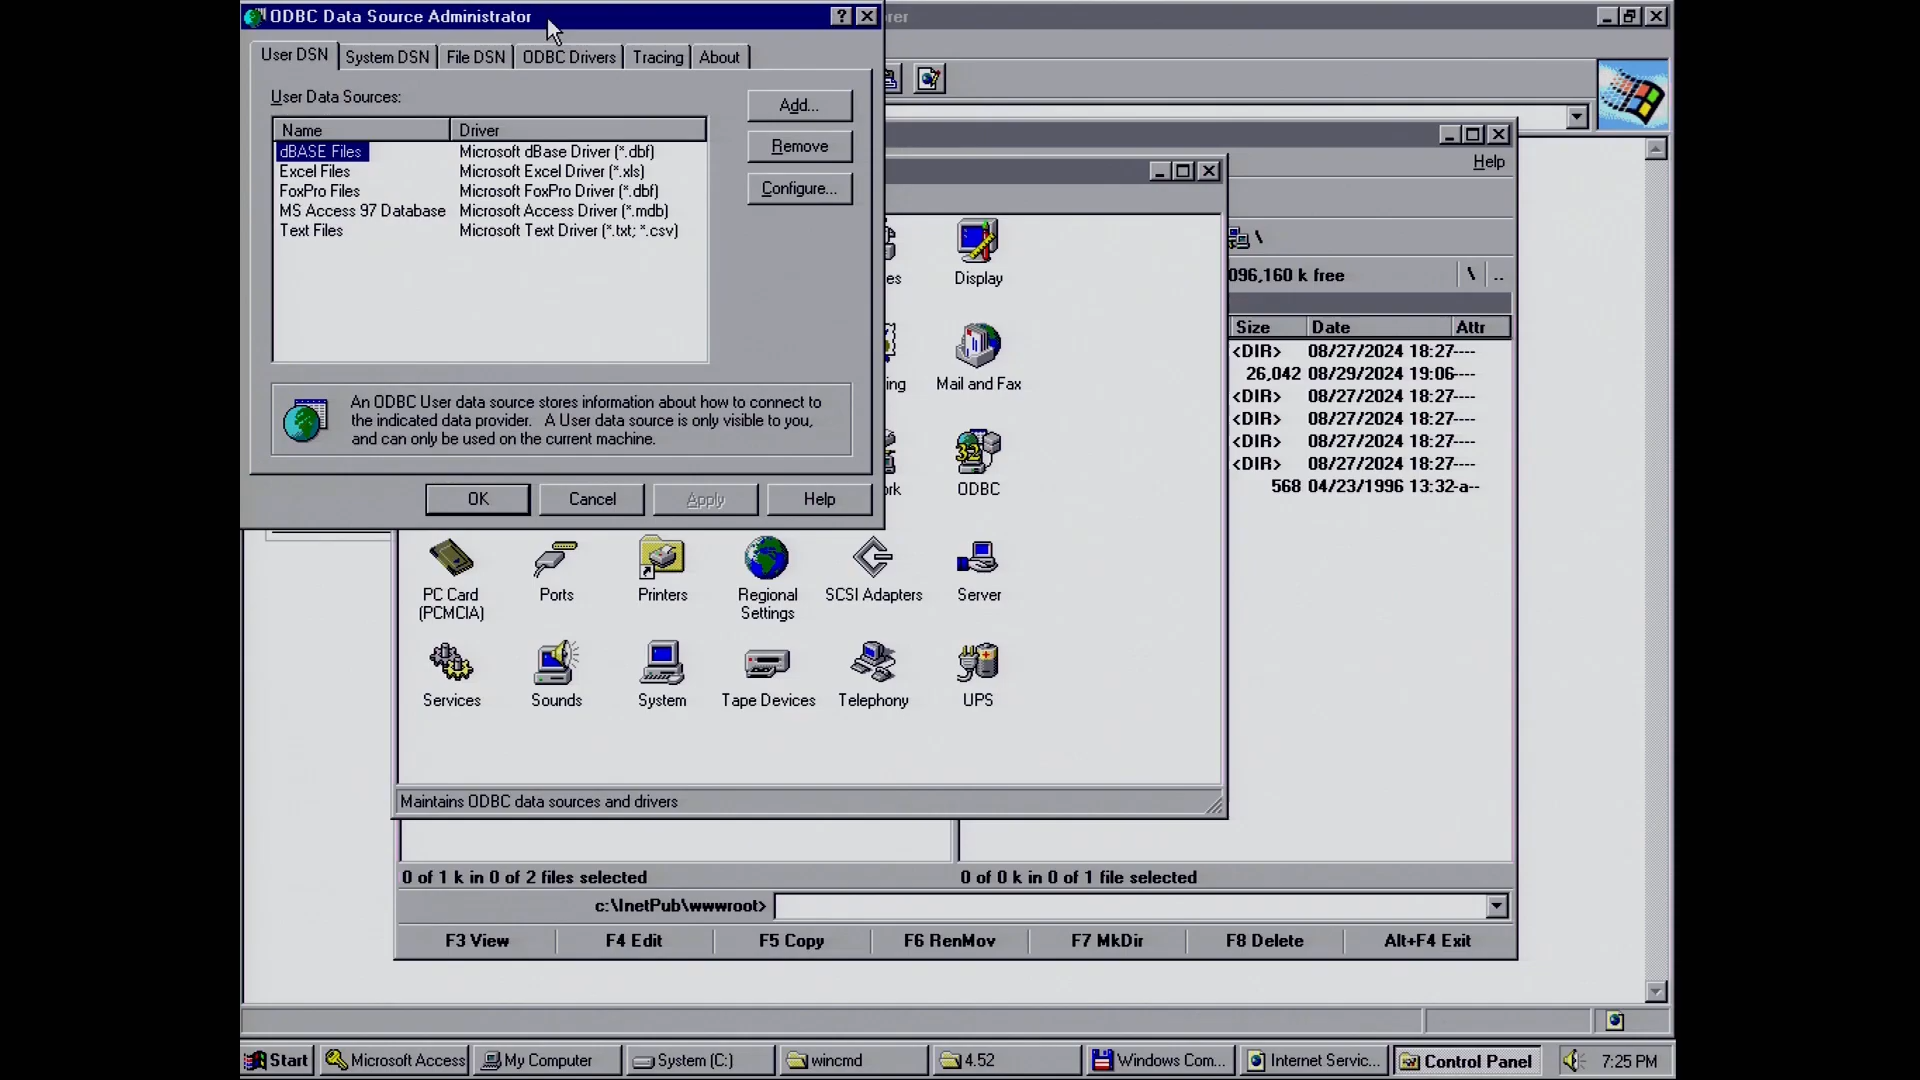 ODBC Data Source Administrator
rer
User DSN System DSN File DSN ODBC Drivers Tracing About
User Data Sources:
Name Driver
dBASE Files Microsoft dBase Driver (*.dbf)
Excel Files Microsoft Excel Driver (*.xls)
FoxPro Files Microsoft FoxPro Driver (*.dbf)
MS Access 97 Database Microsoft Access Driver (*.mdb)
Text Files Microsoft Text Driver (*.txt; *.csv)
Add...
Remove
Configure...
An ODBC User data source stores information about how to connect to
the indicated data provider. A User data source is only visible to you,
and can only be used on the current machine.
OK Cancel Apply Help
Help
\
096,160 k free \ ..
Size Date Attr
<DIR> 08/27/2024 18:27----
26,042 08/29/2024 19:06----
<DIR> 08/27/2024 18:27----
<DIR> 08/27/2024 18:27----
<DIR> 08/27/2024 18:27----
<DIR> 08/27/2024 18:27----
568 04/23/1996 13:32-a--
es Display
ing Mail and Fax
32
rk ODBC
PC Card
(PCMCIA)
Ports
Printers
Regional
Settings
SCSI Adapters
Server
Services
Sounds
System
Tape Devices
Telephony
UPS
Maintains ODBC data sources and drivers
0 of 1 k in 0 of 2 files selected
0 of 0 k in 0 of 1 file selected
c:\InetPub\wwwroot>
F3 View F4 Edit F5 Copy F6 RenMov F7 MkDir F8 Delete Alt+F4 Exit
Start Microsoft Access My Computer System (C:) wincmd 4.52 Windows Com... Internet Servic... Control Panel 7:25 PM